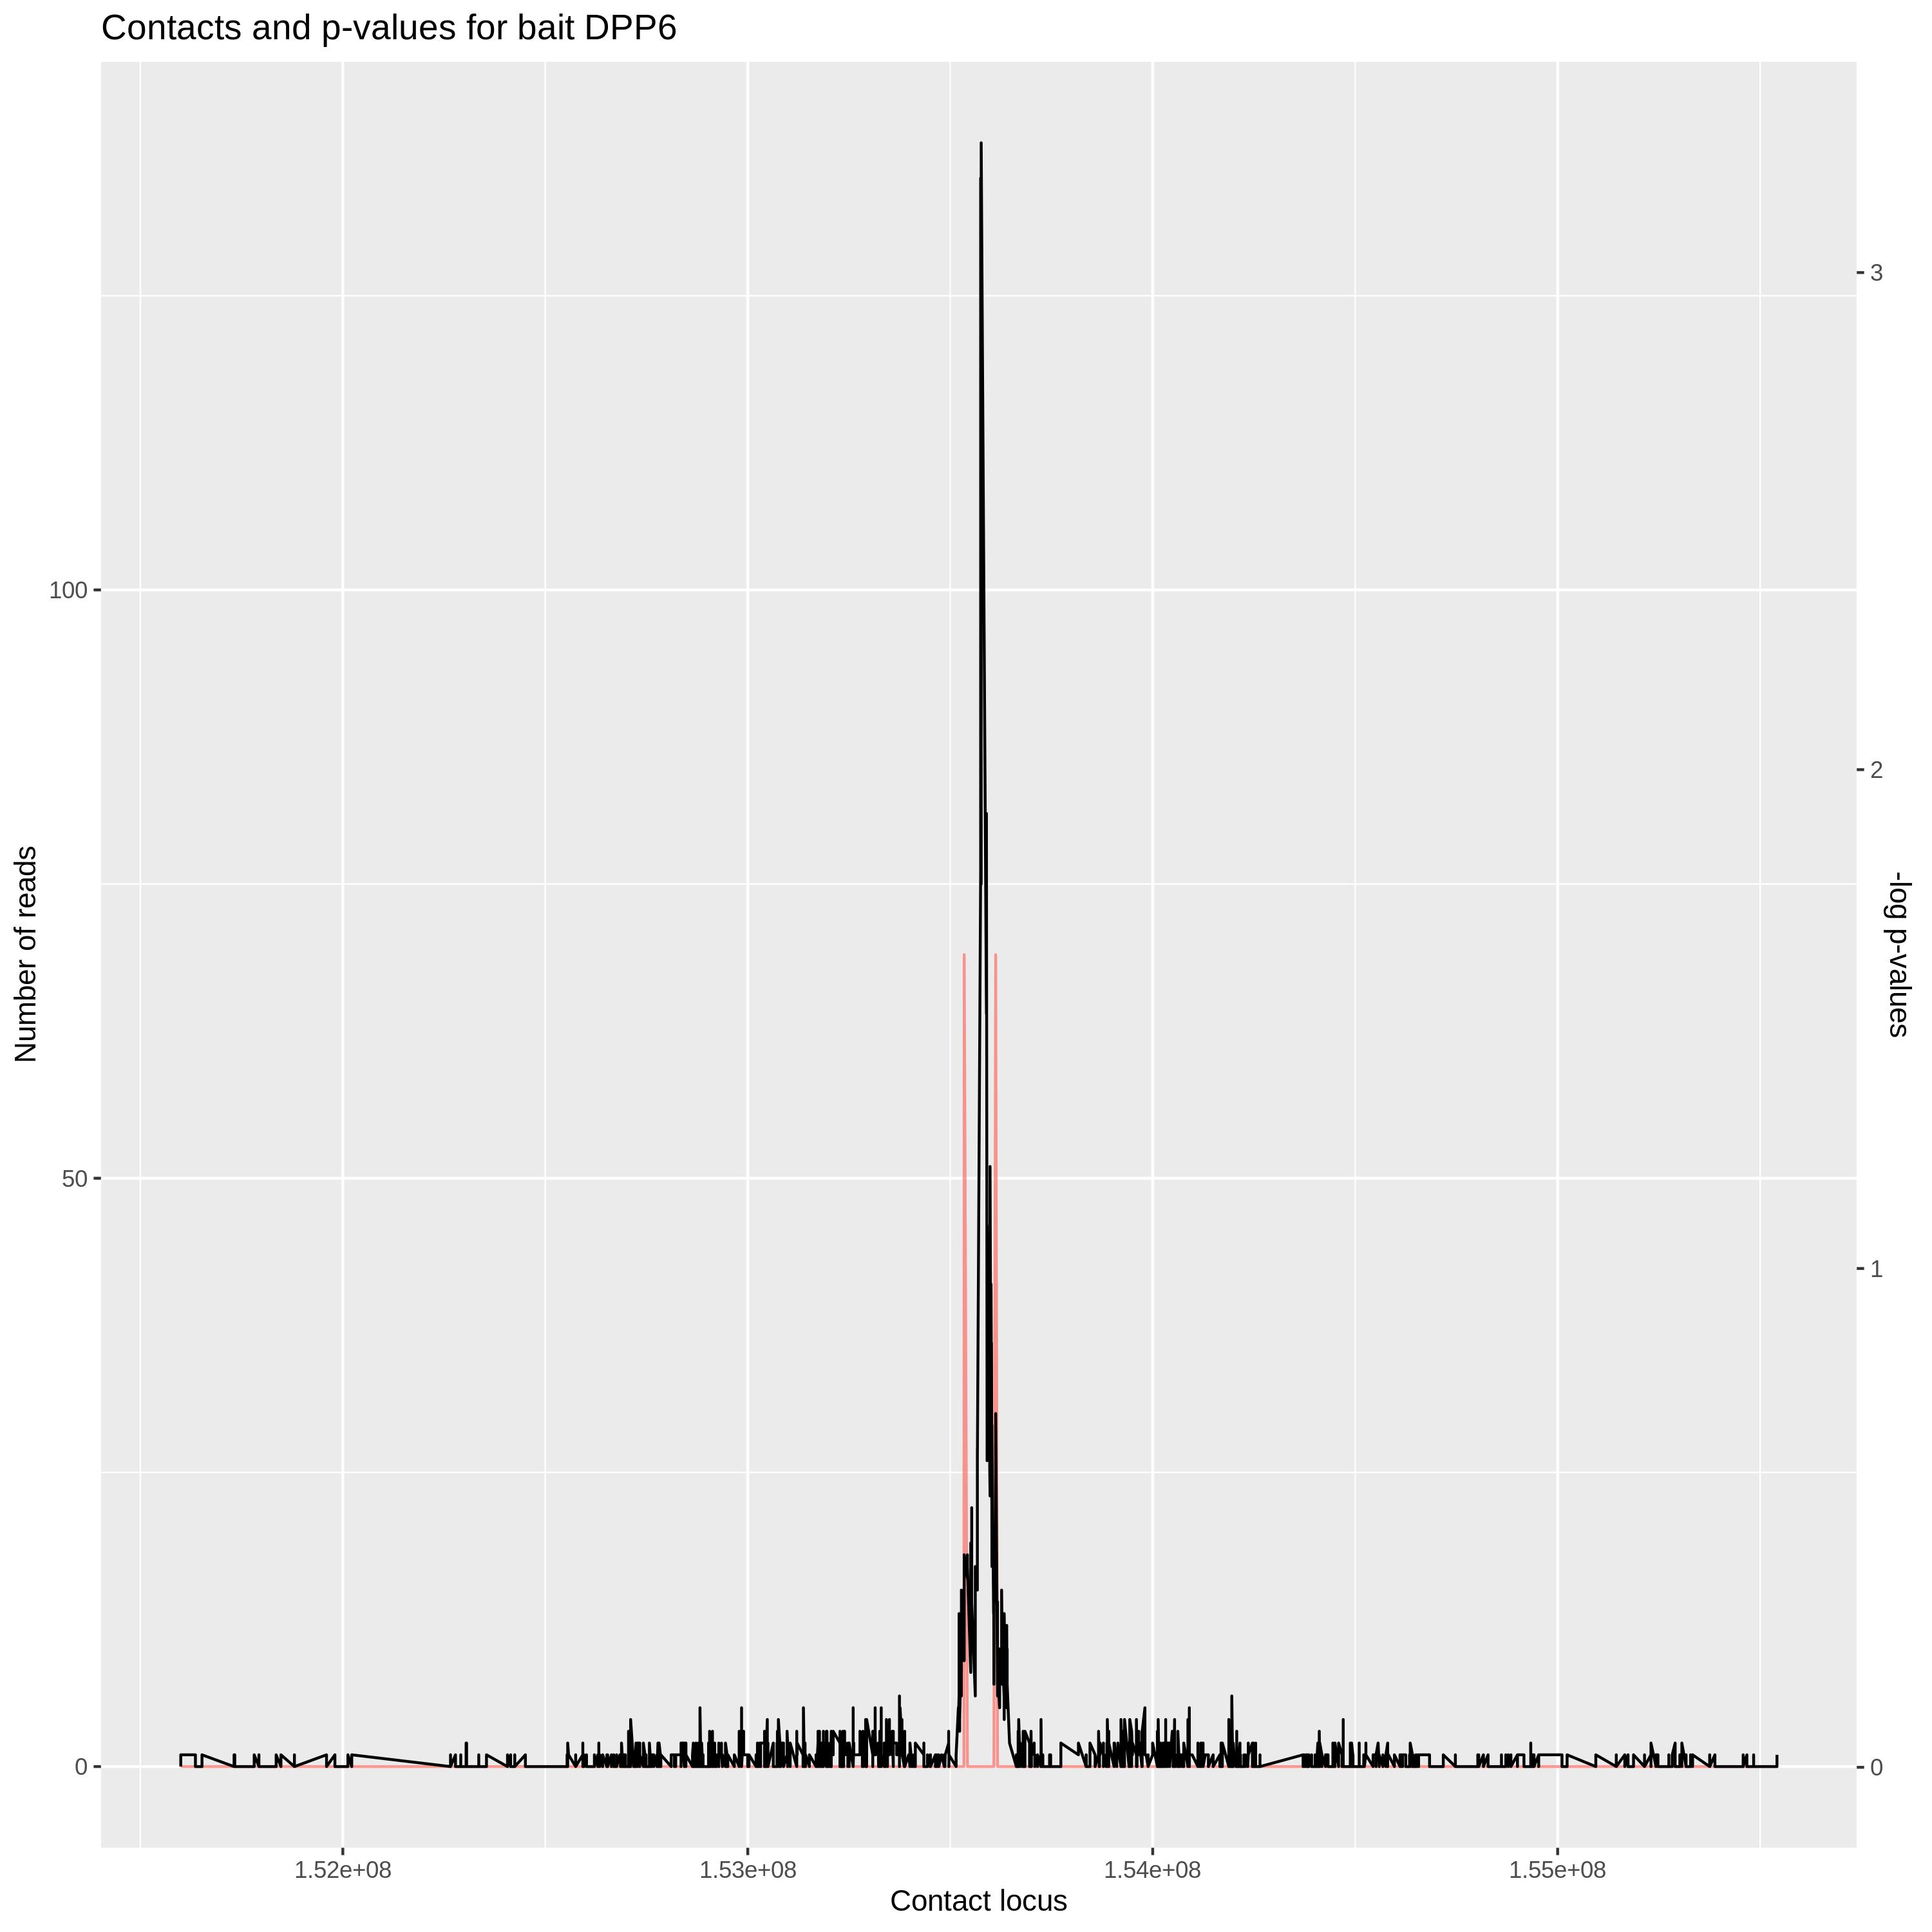 Contacts and p-values for bait DPP6
Number of reads
100
50
0
3
2
1
0
-log p-values
1.52e+08 1.53e+08 1.54e+08 1.55e+08
Contact locus